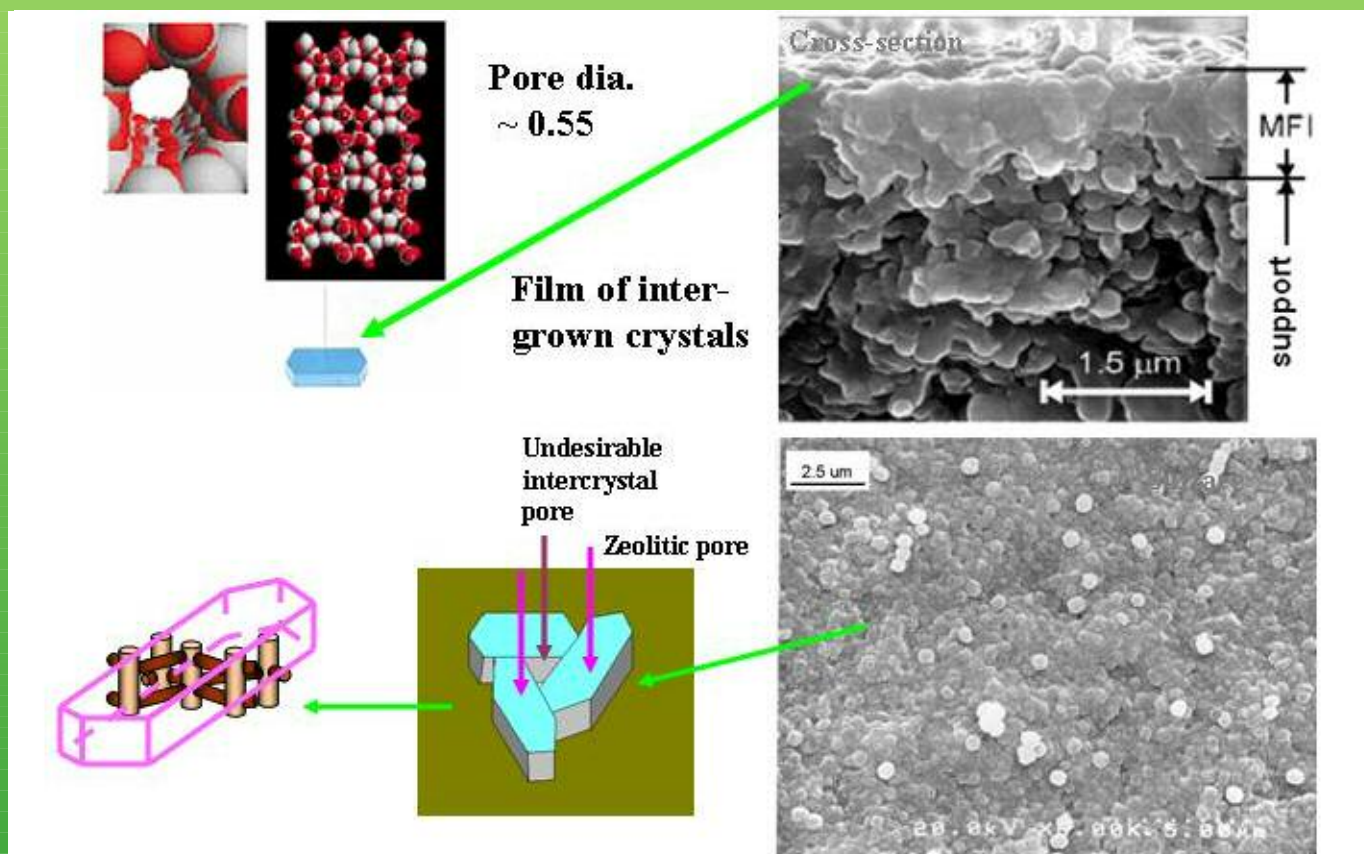 Pore dia.
~ 0.55
Cross-section
MFI
support
1.5 μm
Film of inter-
grown crystals
Undesirable
intercrystal
pore
Zeolitic pore
2.5 um